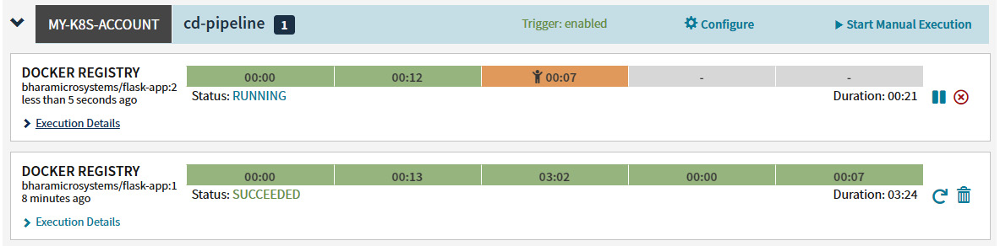 MY-K8S-ACCOUNT cd-pipeline 1 Trigger: enabled Configure Start Manual Execution
DOCKER REGISTRY
bharamicrosystems/flask-app:2
less than 5 seconds ago
00:00 00:12 00:07 - -
Status: RUNNING Duration: 00:21
Execution Details
DOCKER REGISTRY
bharamicrosystems/flask-app:1
8 minutes ago
00:00 00:13 03:02 00:00 00:07
Status: SUCCEEDED Duration: 03:24
Execution Details